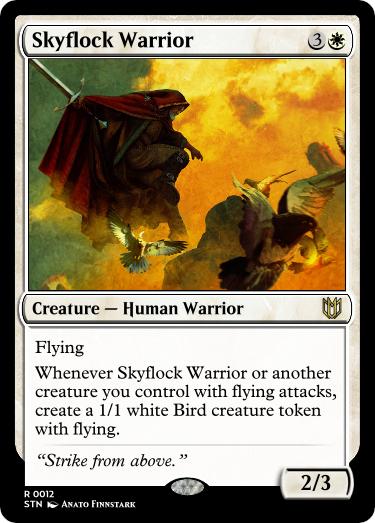 Skyflock Warrior 3
Creature — Human Warrior
Flying
Whenever Skyflock Warrior or another
creature you control with flying attacks,
create a 1/1 white Bird creature token
with flying.
“Strike from above.”
2/3
R 0012
STN Anato Finnstark